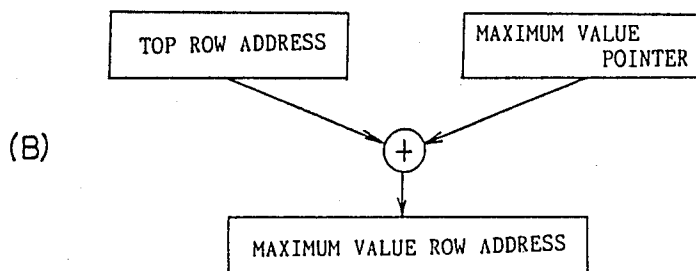 TOP ROW ADDRESS
MAXIMUM VALUE
POINTER
(B)
+
MAXIMUM VALUE ROW ADDRESS